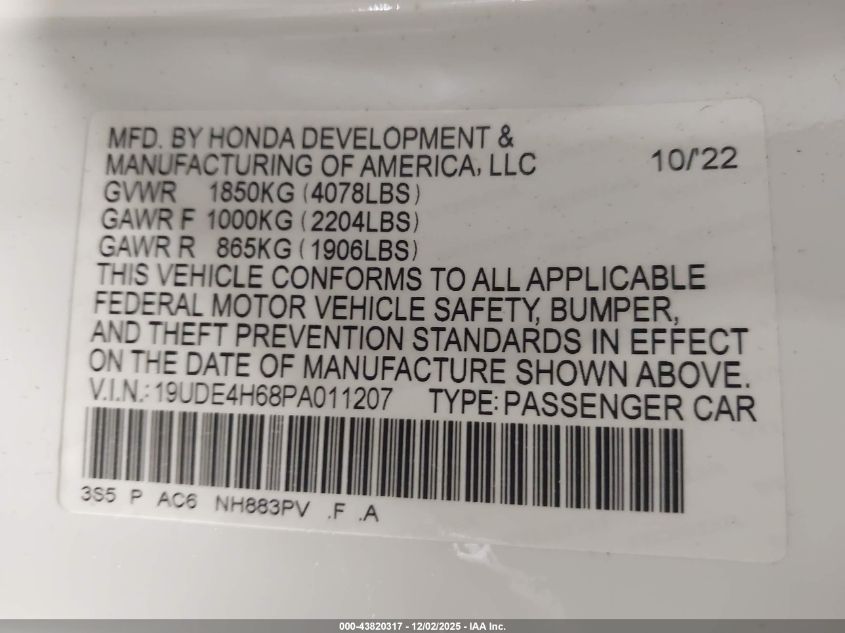 MFD. BY HONDA DEVELOPMENT &
MANUFACTURING OF AMERICA, LLC 10/'22
GVWR 1850KG (4078LBS)
GAWR F 1000KG (2204LBS)
GAWR R 865KG (1906LBS)
THIS VEHICLE CONFORMS TO ALL APPLICABLE
FEDERAL MOTOR VEHICLE SAFETY, BUMPER,
AND THEFT PREVENTION STANDARDS IN EFFECT
ON THE DATE OF MANUFACTURE SHOWN ABOVE.
V.I.N.: 19UDE4H68PA011207 TYPE: PASSENGER CAR
3S5 P AC6 NH883PV .F .A
000-43820317 - 12/02/2025 - IAA Inc.